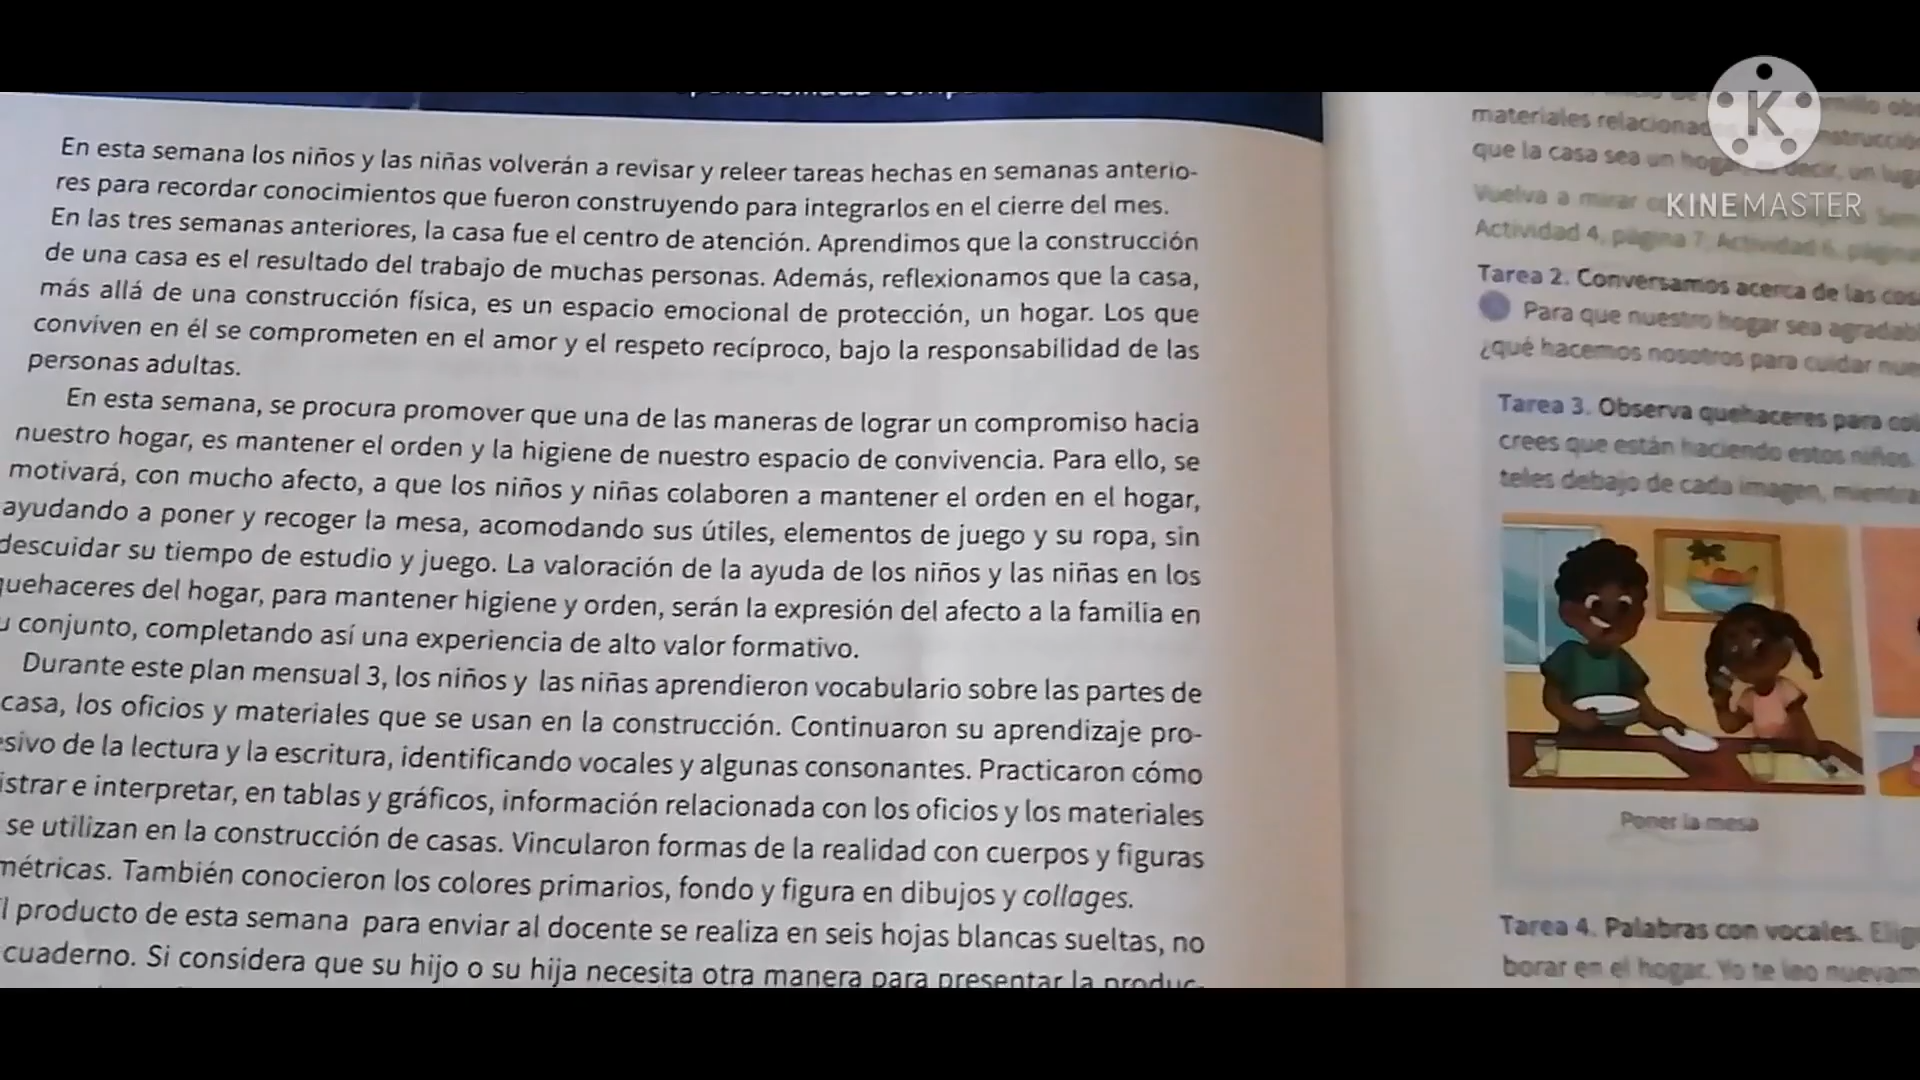 En esta semana los niños y las niñas volverán a revisar y releer tareas hechas en semanas anterio-
res para recordar conocimientos que fueron construyendo para integrarlos en el cierre del mes.
En las tres semanas anteriores, la casa fue el centro de atención. Aprendimos que la construcción
de una casa es el resultado del trabajo de muchas personas. Además, reflexionamos que la casa,
más allá de una construcción física, es un espacio emocional de protección, un hogar. Los que
conviven en él se comprometen en el amor y el respeto recíproco, bajo la responsabilidad de las
personas adultas.
En esta semana, se procura promover que una de las maneras de lograr un compromiso hacia
nuestro hogar, es mantener el orden y la higiene de nuestro espacio de convivencia. Para ello, se
motivará, con mucho afecto, a que los niños y niñas colaboren a mantener el orden en el hogar,
ayudando a poner y recoger la mesa, acomodando sus útiles, elementos de juego y su ropa, sin
descuidar su tiempo de estudio y juego. La valoración de la ayuda de los niños y las niñas en los
quehaceres del hogar, para mantener higiene y orden, serán la expresión del afecto a la familia en
u conjunto, completando así una experiencia de alto valor formativo.
Durante este plan mensual 3, los niños y las niñas aprendieron vocabulario sobre las partes de
casa, los oficios y materiales que se usan en la construcción. Continuaron su aprendizaje pro-
esivo de la lectura y la escritura, identificando vocales y algunas consonantes. Practicaron cómo
istrar e interpretar, en tablas y gráficos, información relacionada con los oficios y los materiales
se utilizan en la construcción de casas. Vincularon formas de la realidad con cuerpos y figuras
métricas. También conocieron los colores primarios, fondo y figura en dibujos y collages.
l producto de esta semana para enviar al docente se realiza en seis hojas blancas sueltas, no
cuaderno. Si considera que su hijo o su hija necesita otra manera para presentar la produc-
materiales
que la casa sea un hogar, es decir, un
Vuelva a mirar
Actividad 4, página 7, Actividad 6,
Tarea 2. Conversamos acerca de las
Para que nuestro hogar sea
¿qué hacemos nosotros para cuidar
Tarea 3. Observa quehaceres para
crees que están haciendo estos niños.
debajo de cada imagen,
Poner la mesa
Tarea 4. Palabras con vocales.
borar en el hogar. Yo te leo
K
KINEMASTER